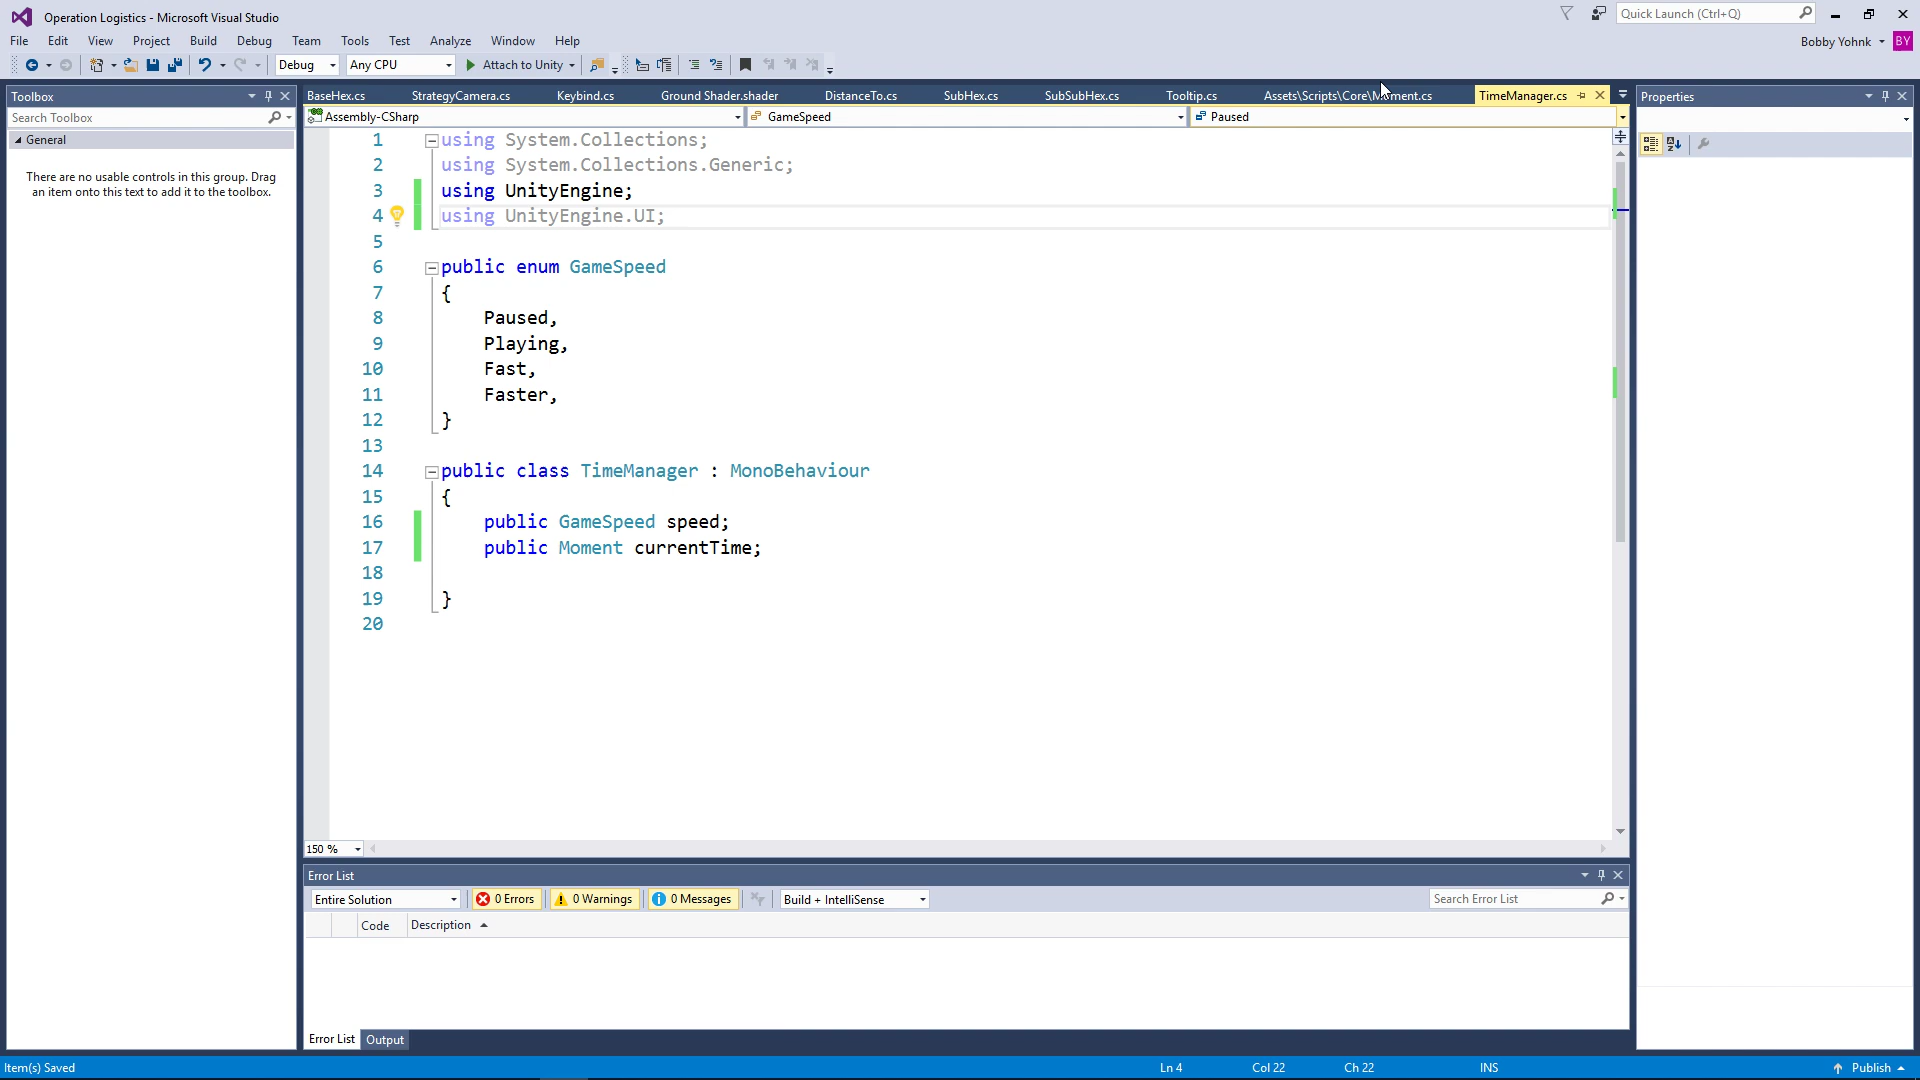 Operation Logistics - Microsoft Visual Studio
Quick Launch (Ctrl+Q)
File Edit View Project Build Debug Team Tools Test Analyze Window Help
Bobby Yohnk BY
Debug Any CPU Attach to Unity
Toolbox
Search Toolbox
General
There are no usable controls in this group. Drag
an item onto this text to add it to the toolbox.
BaseHex.cs StrategyCamera.cs Keybind.cs Ground Shader.shader DistanceTo.cs SubHex.cs SubSubHex.cs Tooltip.cs Assets\Scripts\Core\Moment.cs TimeManager.cs
Assembly-CSharp GameSpeed Paused
1 using System.Collections;
2 using System.Collections.Generic;
3 using UnityEngine;
4 using UnityEngine.UI;
5
6 public enum GameSpeed
7 {
8 Paused,
9 Playing,
10 Fast,
11 Faster,
12 }
13
14 public class TimeManager : MonoBehaviour
15 {
16 public GameSpeed speed;
17 public Moment currentTime;
18
19 }
20
150 %
Properties
Error List
Entire Solution 0 Errors 0 Warnings 0 Messages Build + IntelliSense Search Error List
Code Description
Error List Output
Item(s) Saved Ln 4 Col 22 Ch 22 INS Publish